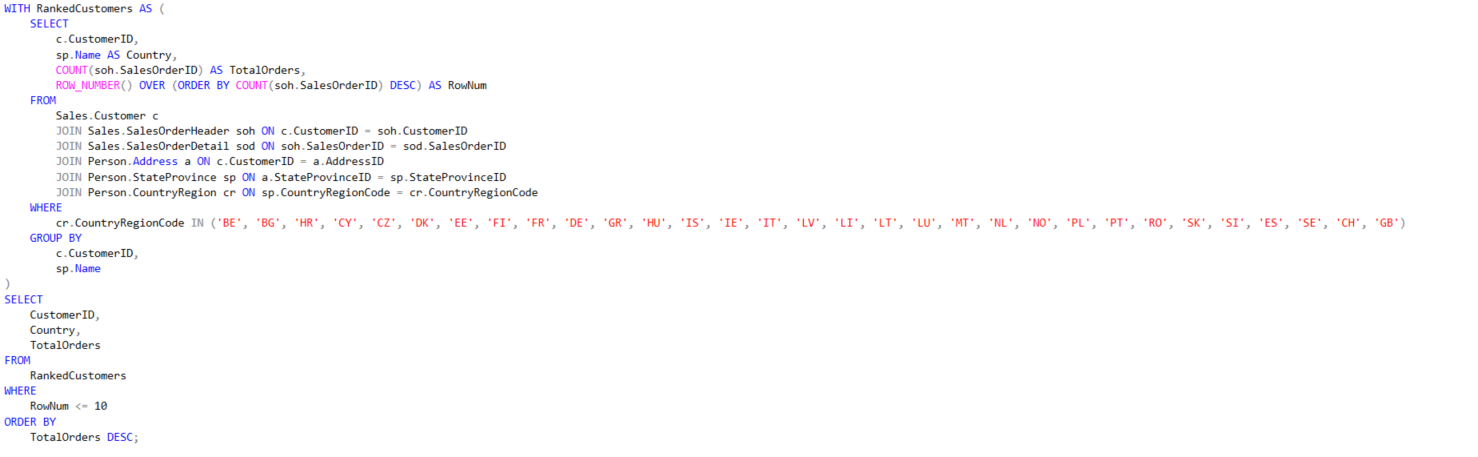 WITH RankedCustomers AS (
    SELECT
        c.CustomerID,
        sp.Name AS Country,
        COUNT(soh.SalesOrderID) AS TotalOrders,
        ROW_NUMBER() OVER (ORDER BY COUNT(soh.SalesOrderID) DESC) AS RowNum
    FROM
        Sales.Customer c
        JOIN Sales.SalesOrderHeader soh ON c.CustomerID = soh.CustomerID
        JOIN Sales.SalesOrderDetail sod ON soh.SalesOrderID = sod.SalesOrderID
        JOIN Person.Address a ON c.CustomerID = a.AddressID
        JOIN Person.StateProvince sp ON a.StateProvinceID = sp.StateProvinceID
        JOIN Person.CountryRegion cr ON sp.CountryRegionCode = cr.CountryRegionCode
    WHERE
        cr.CountryRegionCode IN ('BE', 'BG', 'HR', 'CY', 'CZ', 'DK', 'EE', 'FI', 'FR', 'DE', 'GR', 'HU', 'IS', 'IE', 'IT', 'LV', 'LI', 'LT', 'LU', 'MT', 'NL', 'NO', 'PL', 'PT', 'RO', 'SK', 'SI', 'ES', 'SE', 'CH', 'GB')
    GROUP BY
        c.CustomerID,
        sp.Name
)
SELECT
    CustomerID,
    Country,
    TotalOrders
FROM
    RankedCustomers
WHERE
    RowNum <= 10
ORDER BY
    TotalOrders DESC;